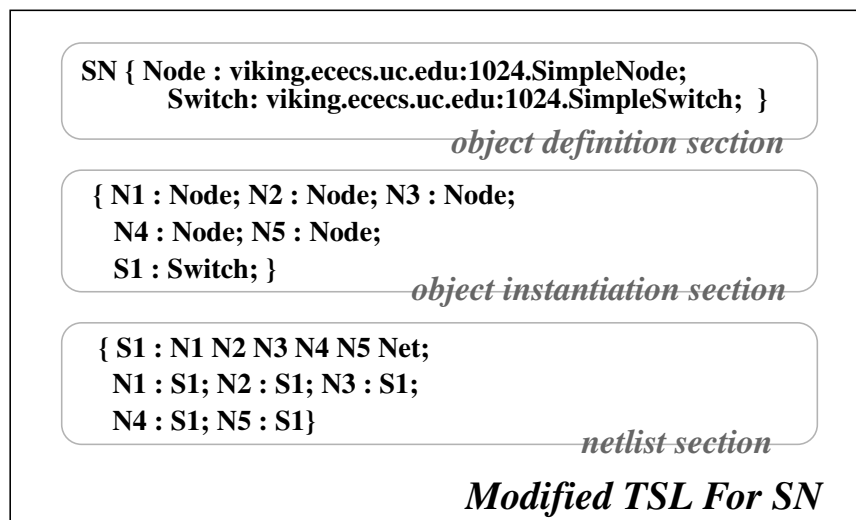 SN { Node : viking.ececs.uc.edu:1024.SimpleNode;
Switch: viking.ececs.uc.edu:1024.SimpleSwitch; }
object definition section
{ N1 : Node; N2 : Node; N3 : Node;
N4 : Node; N5 : Node;
S1 : Switch; }
object instantiation section
{ S1 : N1 N2 N3 N4 N5 Net;
N1 : S1; N2 : S1; N3 : S1;
N4 : S1; N5 : S1}
netlist section
Modified TSL For SN